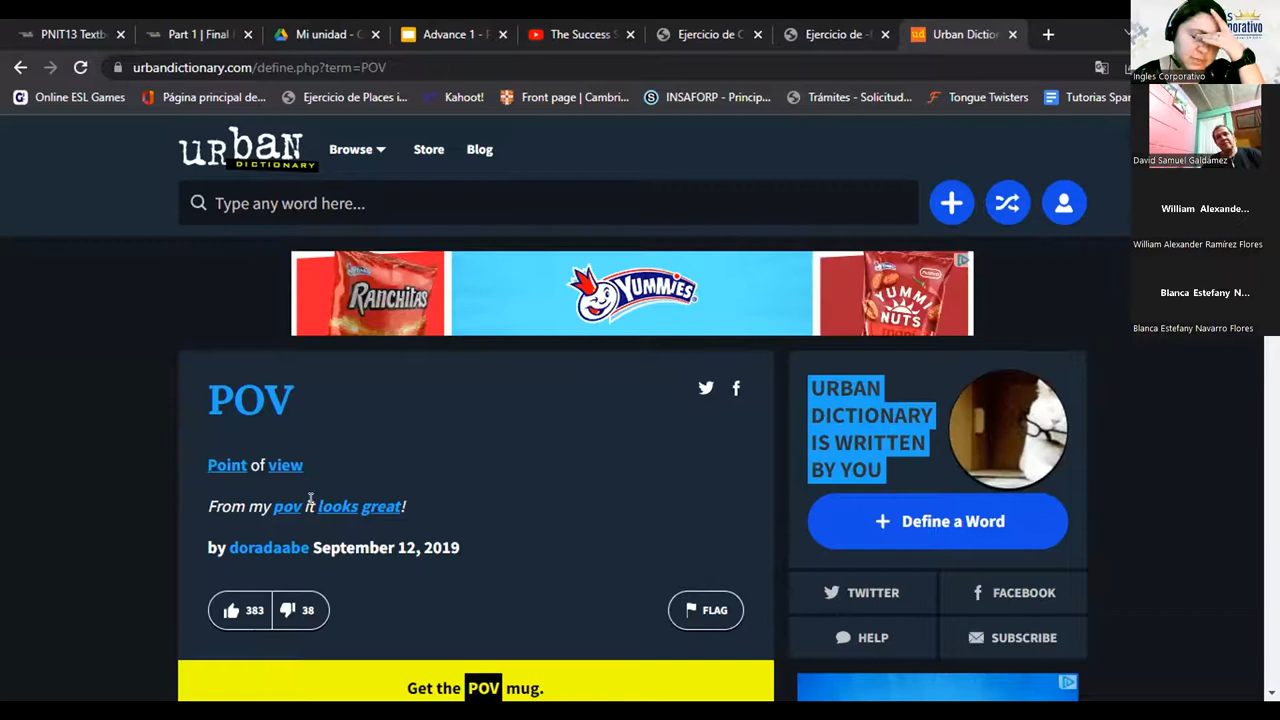 PNIT13 Textb
Part 1 | Final
Mi unidad - G
Advance 1 - F
The Success S
Ejercicio de C
Ejercicio de -E
Urban Dictior
urbandictionary.com/define.php?term=POV
Online ESL Games
Página principal de...
Ejercicio de Places i...
Kahoot!
Front page | Cambri...
INSAFORP - Princip...
Trámites - Solicitud...
Tongue Twisters
Tutorias Span
Ingles Corporativo
David Samuel Galdámez
William Alexande...
William Alexander Ramírez Flores
Blanca Estefany N...
Blanca Estefany Navarro Flores
urban
DICTIONARY
Browse
Store
Blog
Type any word here...
RANCHITAS
YUMMIES
YUMMI
NUTS
POV
Point of view
From my pov it looks great!
by doradaabe September 12, 2019
383
38
FLAG
Get the POV mug.
URBAN
DICTIONARY
IS WRITTEN
BY YOU
+ Define a Word
TWITTER
FACEBOOK
HELP
SUBSCRIBE